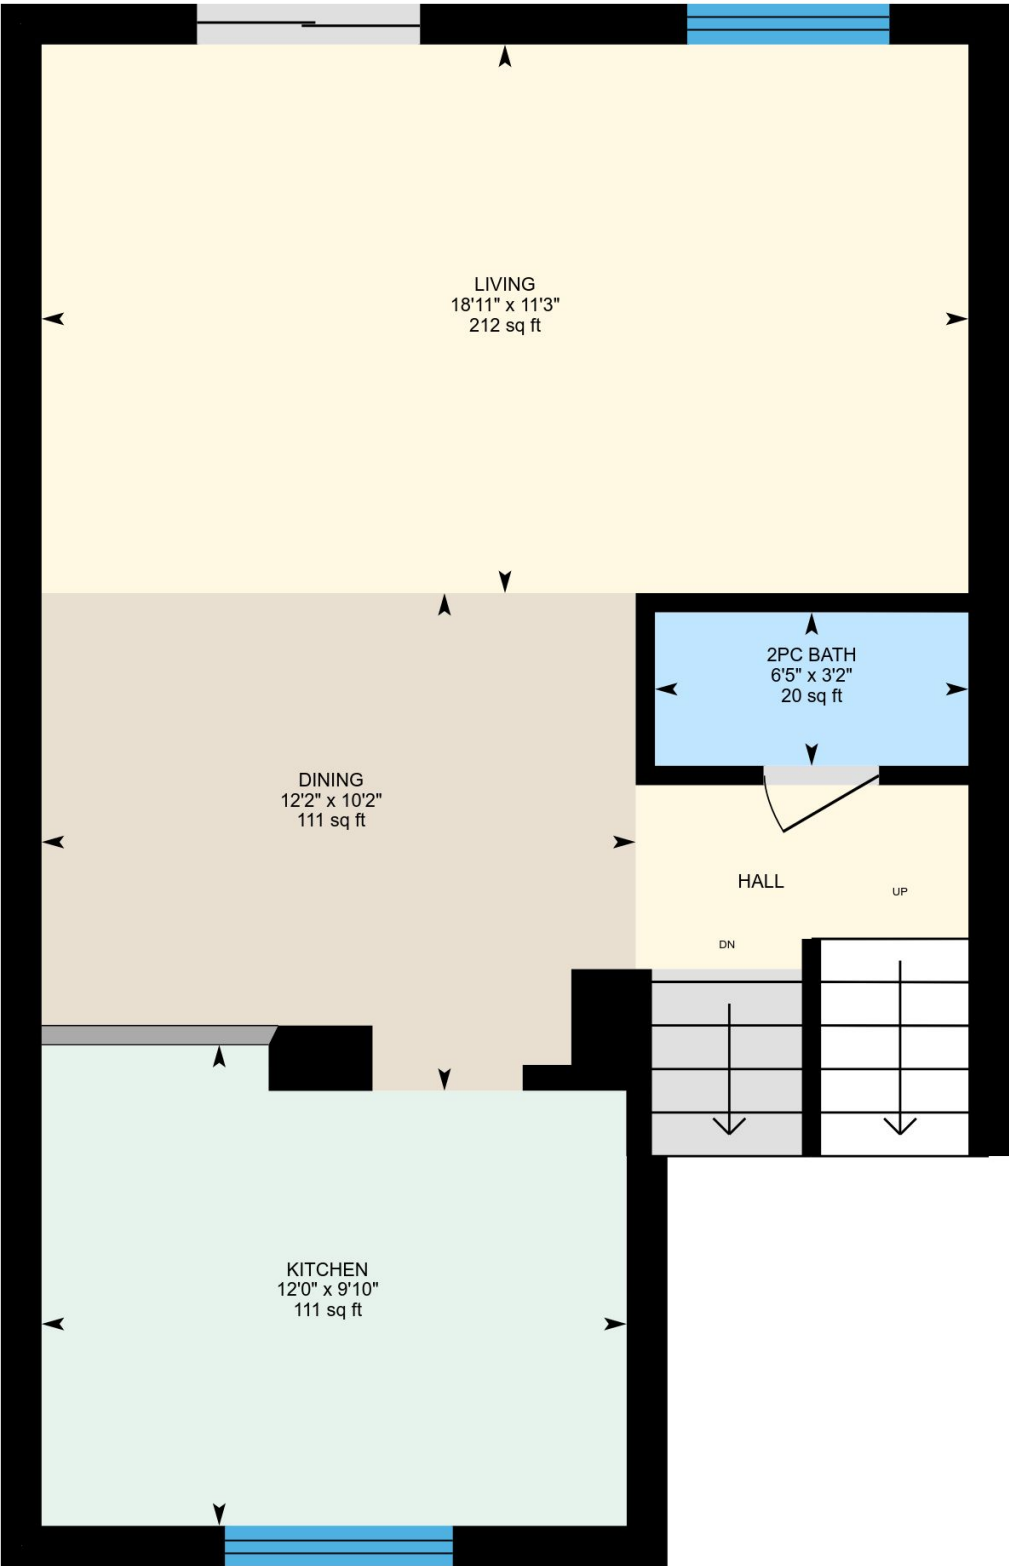 LIVING
18'11" x 11'3"
212 sq ft
2PC BATH
6'5" x 3'2"
20 sq ft
DINING
12'2" x 10'2"
111 sq ft
HALL
UP
DN
KITCHEN
12'0" x 9'10"
111 sq ft